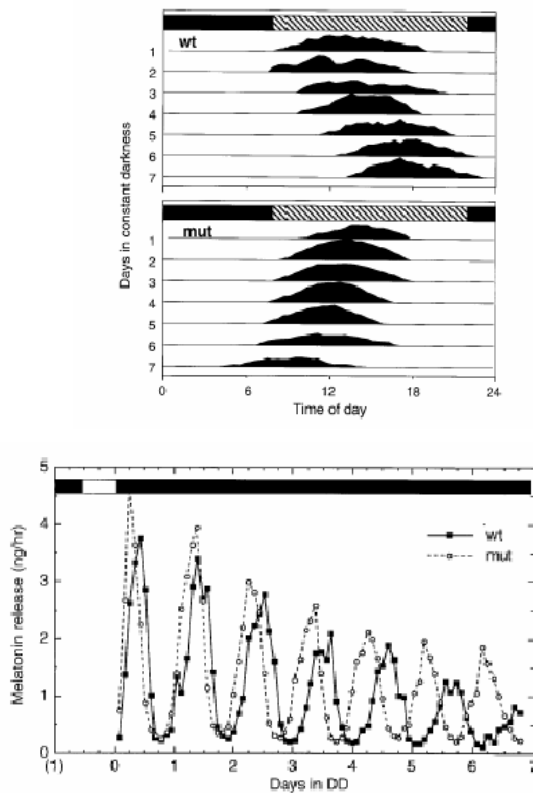 wt
1
2
3
4
5
6
7
Days in constant darkness
mut
1
2
3
4
5
6
7
0 6 12 18 24
Time of day
5
4
3
2
1
0
Melatonin release (ng/hr)
wt
mut
(1) 0 1 2 3 4 5 6
Days in DD